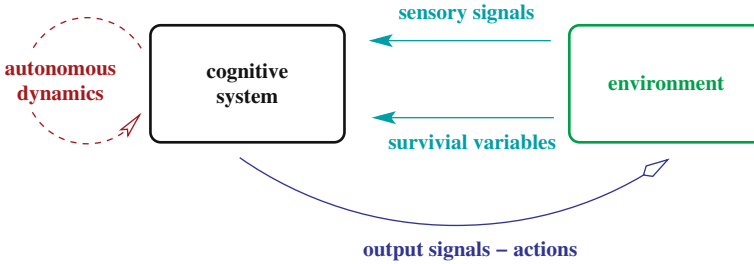 sensory signals
autonomous
dynamics
cognitive
system
environment
survivial variables
output signals – actions